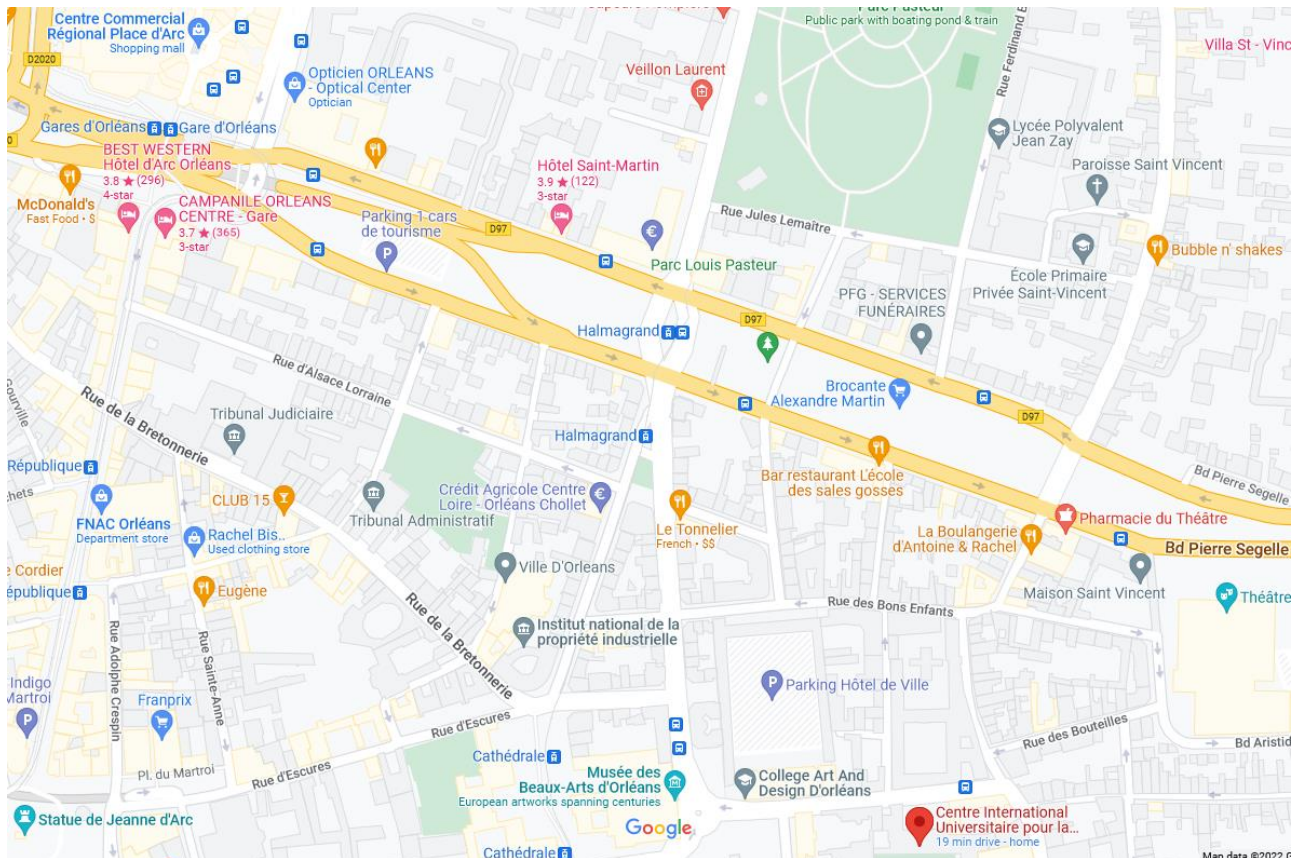 Parc Pasteur
Public park with boating pond & train
Centre Commercial
Régional Place d'Arc
Shopping mall
D2020
Villa St - Vinc
Veillon Laurent
Opticien ORLEANS
- Optical Center
Optician
Rue Ferdinand B
Lycée Polyvalent
Jean Zay
Gares d'Orléans
Gare d'Orléans
BEST WESTERN
Hôtel d'Arc Orléans
3.8 ★ (296)
4-star
Hôtel Saint-Martin
3.9 ★ (122)
3-star
Paroisse Saint Vincent
McDonald's
Fast Food • $
CAMPANILE ORLEANS
CENTRE - Gare
3.7 ★ (365)
3-star
Parking 1 cars
de tourisme
D97
Rue Jules Lemaître
Bubble n' shakes
Parc Louis Pasteur
École Primaire
Privée Saint-Vincent
PFG - SERVICES
FUNÉRAIRES
Halmagrand
D97
Rue d'Alsace Lorraine
Brocante
Alexandre Martin
D97
Gourville
Rue de la Bretonnerie
Tribunal Judiciaire
Halmagrand
République
Bar restaurant L'école
des sales gosses
Bd Pierre Segelle
chets
FNAC Orléans
Department store
CLUB 15
Crédit Agricole Centre
Loire - Orléans Chollet
Tribunal Administratif
Le Tonnelier
French • $$
Pharmacie du Théâtre
La Boulangerie
d'Antoine & Rachel
Bd Pierre Segelle
Rachel Bis..
Used clothing store
e Cordier
République
Eugène
Ville D'Orleans
Maison Saint Vincent
Théâtre
Rue des Bons Enfants
Rue de la Bretonnerie
Institut national de la
propriété industrielle
Rue Adolphe Crespin
Rue Sainte-Anne
Indigo
Martroi
Franprix
Parking Hôtel de Ville
Rue d'Escures
Rue des Bouteilles
Bd Aristid
Cathédrale
Pl. du Martroi
Rue d'Escures
Musée des
Beaux-Arts d'Orléans
European artworks spanning centuries
College Art And
Design D'orléans
Statue de Jeanne d'Arc
Google
Centre International
Universitaire pour la...
19 min drive - home
Cathédrale
Map data ©2022 G